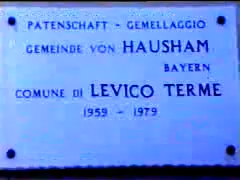 PATENSCHAFT - GEMELLAGGIO
GEMEINDE VON HAUSHAM
BAYERN
COMUNE DI LEVICO TERME
1959 - 1979